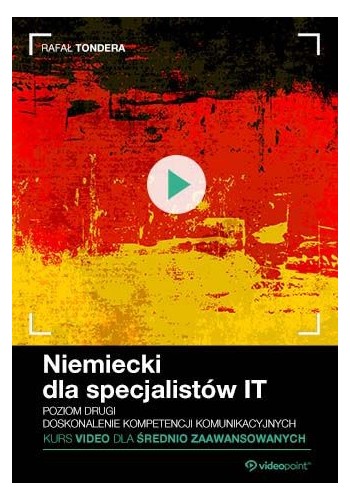 RAFAŁ TONDERA
Niemiecki
dla specjalistów IT
POZIOM DRUGI
DOSKONALENIE KOMPETENCJI KOMUNIKACYJNYCH
KURS VIDEO DLA ŚREDNIO ZAAWANSOWANYCH
videopoint